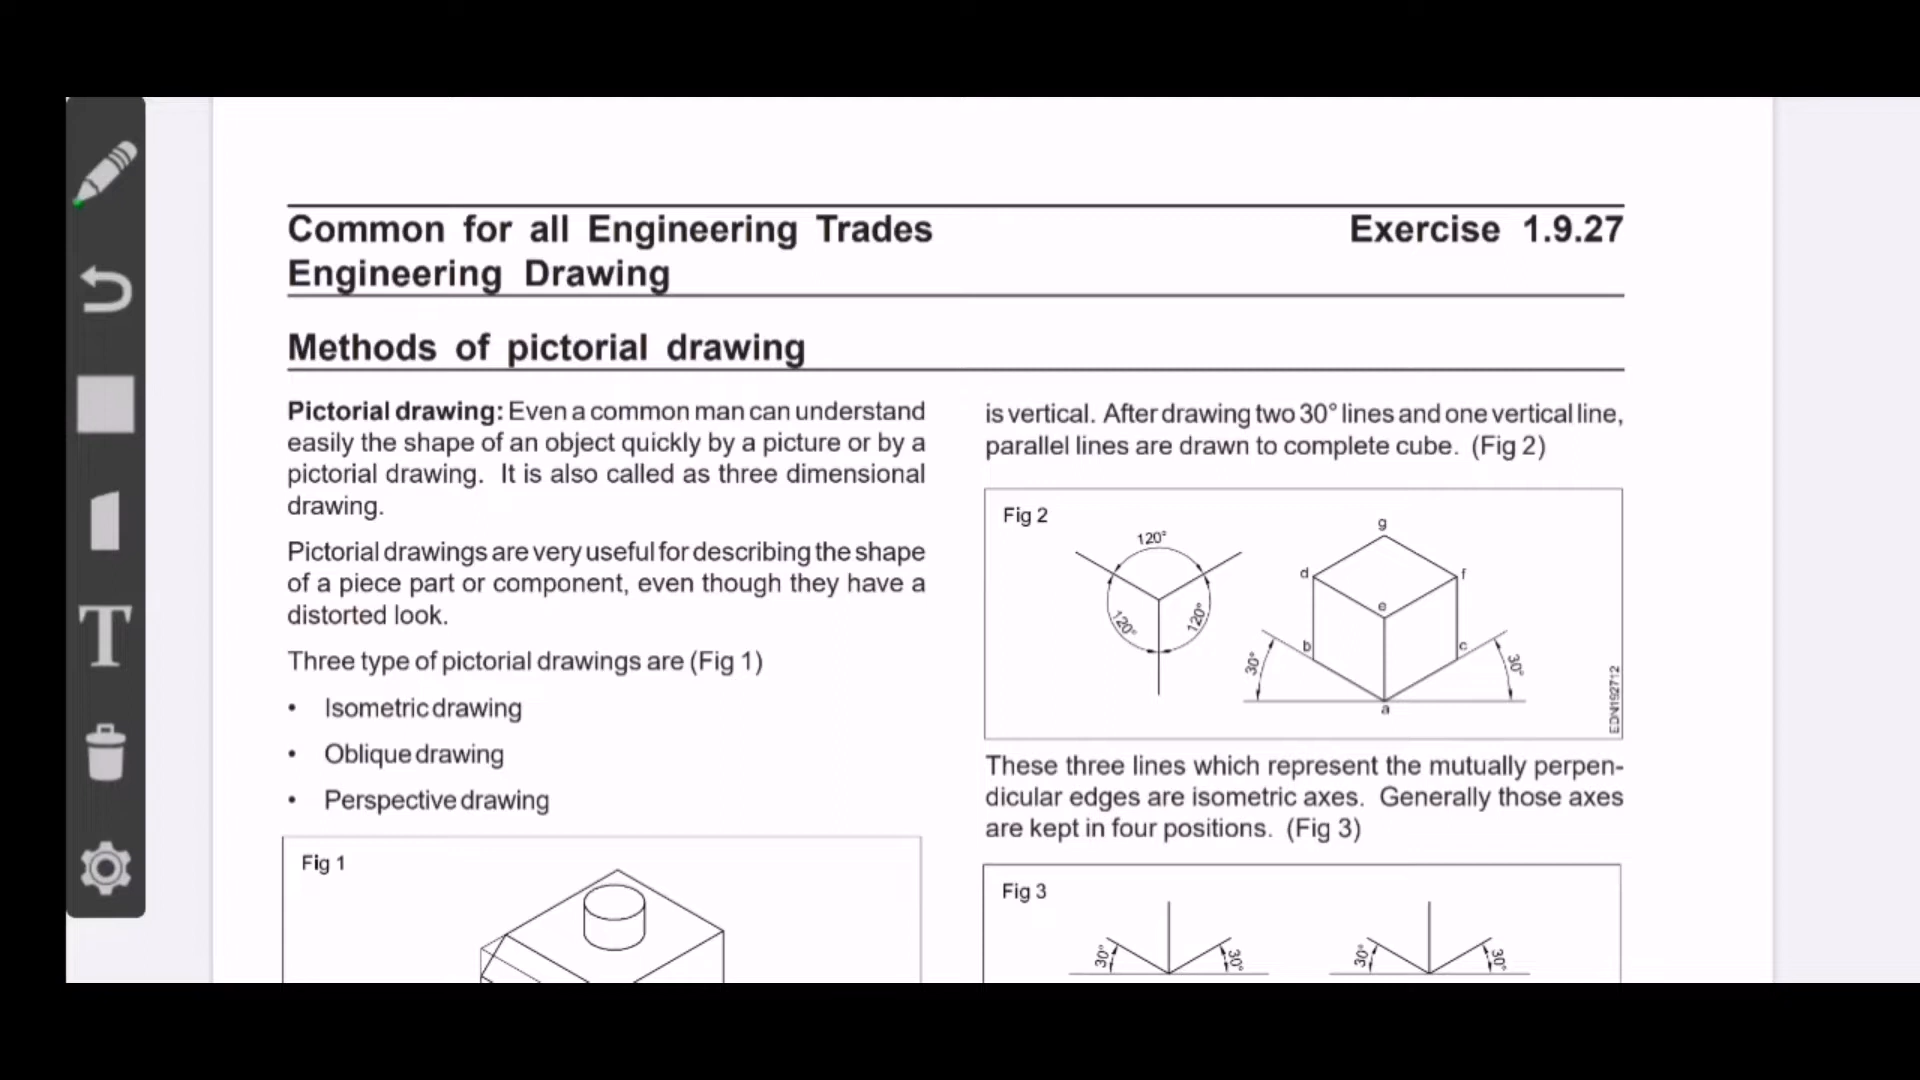 Common for all Engineering Trades
Exercise 1.9.27
Engineering Drawing
Methods of pictorial drawing
Pictorial drawing: Even a common man can understand
easily the shape of an object quickly by a picture or by a
pictorial drawing. It is also called as three dimensional
drawing.
Pictorial drawings are very useful for describing the shape
of a piece part or component, even though they have a
distorted look.
Three type of pictorial drawings are (Fig 1)
• Isometric drawing
• Oblique drawing
• Perspective drawing
Fig 1
is vertical. After drawing two 30° lines and one vertical line,
parallel lines are drawn to complete cube. (Fig 2)
Fig 2
120°
120°
120°
g
d
f
e
b
c
30°
30°
a
EDN192712
These three lines which represent the mutually perpen-
dicular edges are isometric axes. Generally those axes
are kept in four positions. (Fig 3)
Fig 3
30°
30°
30°
30°
T